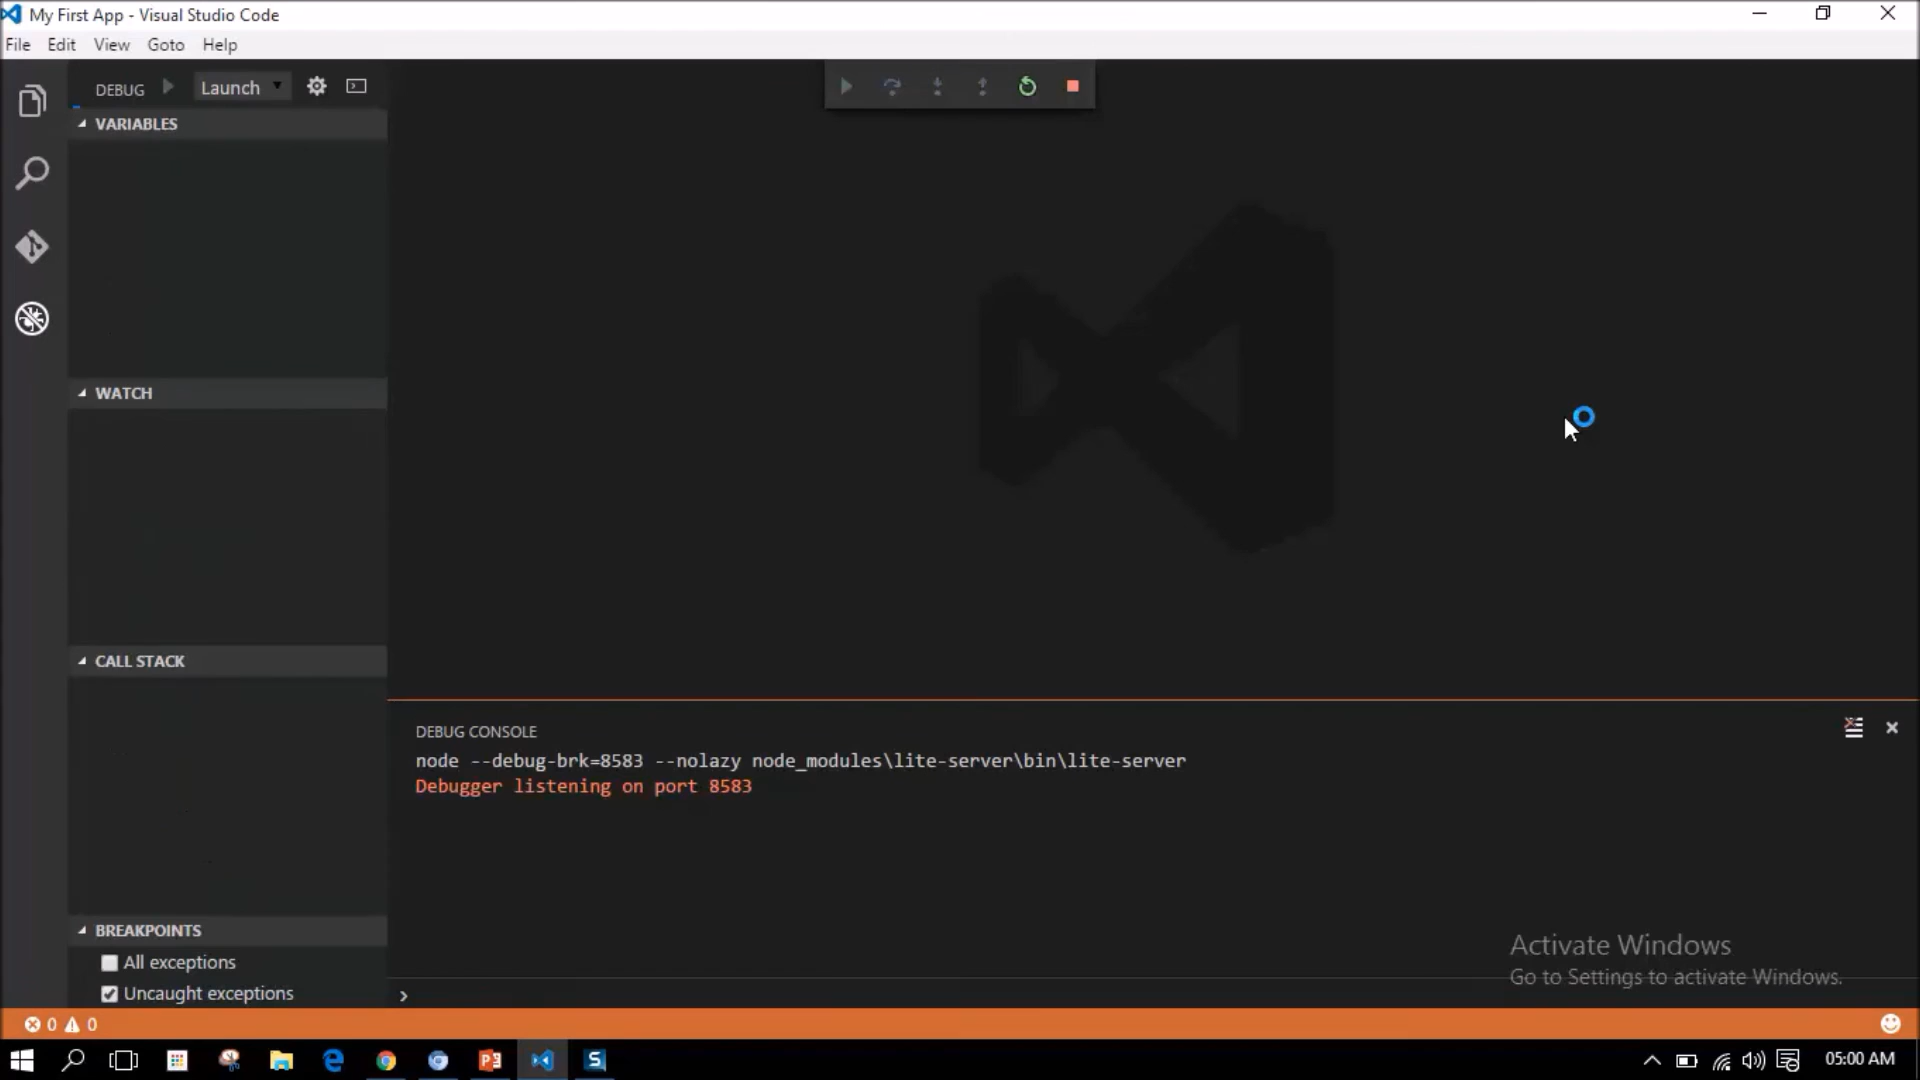 My First App - Visual Studio Code
File Edit View Goto Help
DEBUG Launch
VARIABLES
WATCH
CALL STACK
DEBUG CONSOLE
node --debug-brk=8583 --nolazy node_modules\lite-server\bin\lite-server
Debugger listening on port 8583
BREAKPOINTS
All exceptions
Uncaught exceptions
Activate Windows
Go to Settings to activate Windows.
0 0
05:00 AM